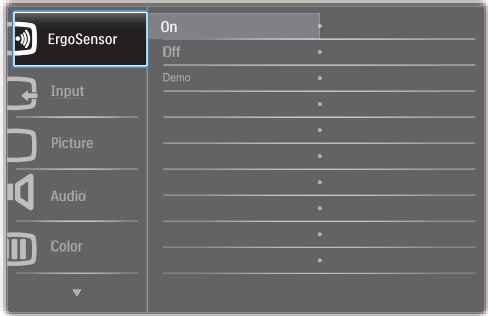 ErgoSensor
On
Off
Demo
Input
Picture
Audio
Color